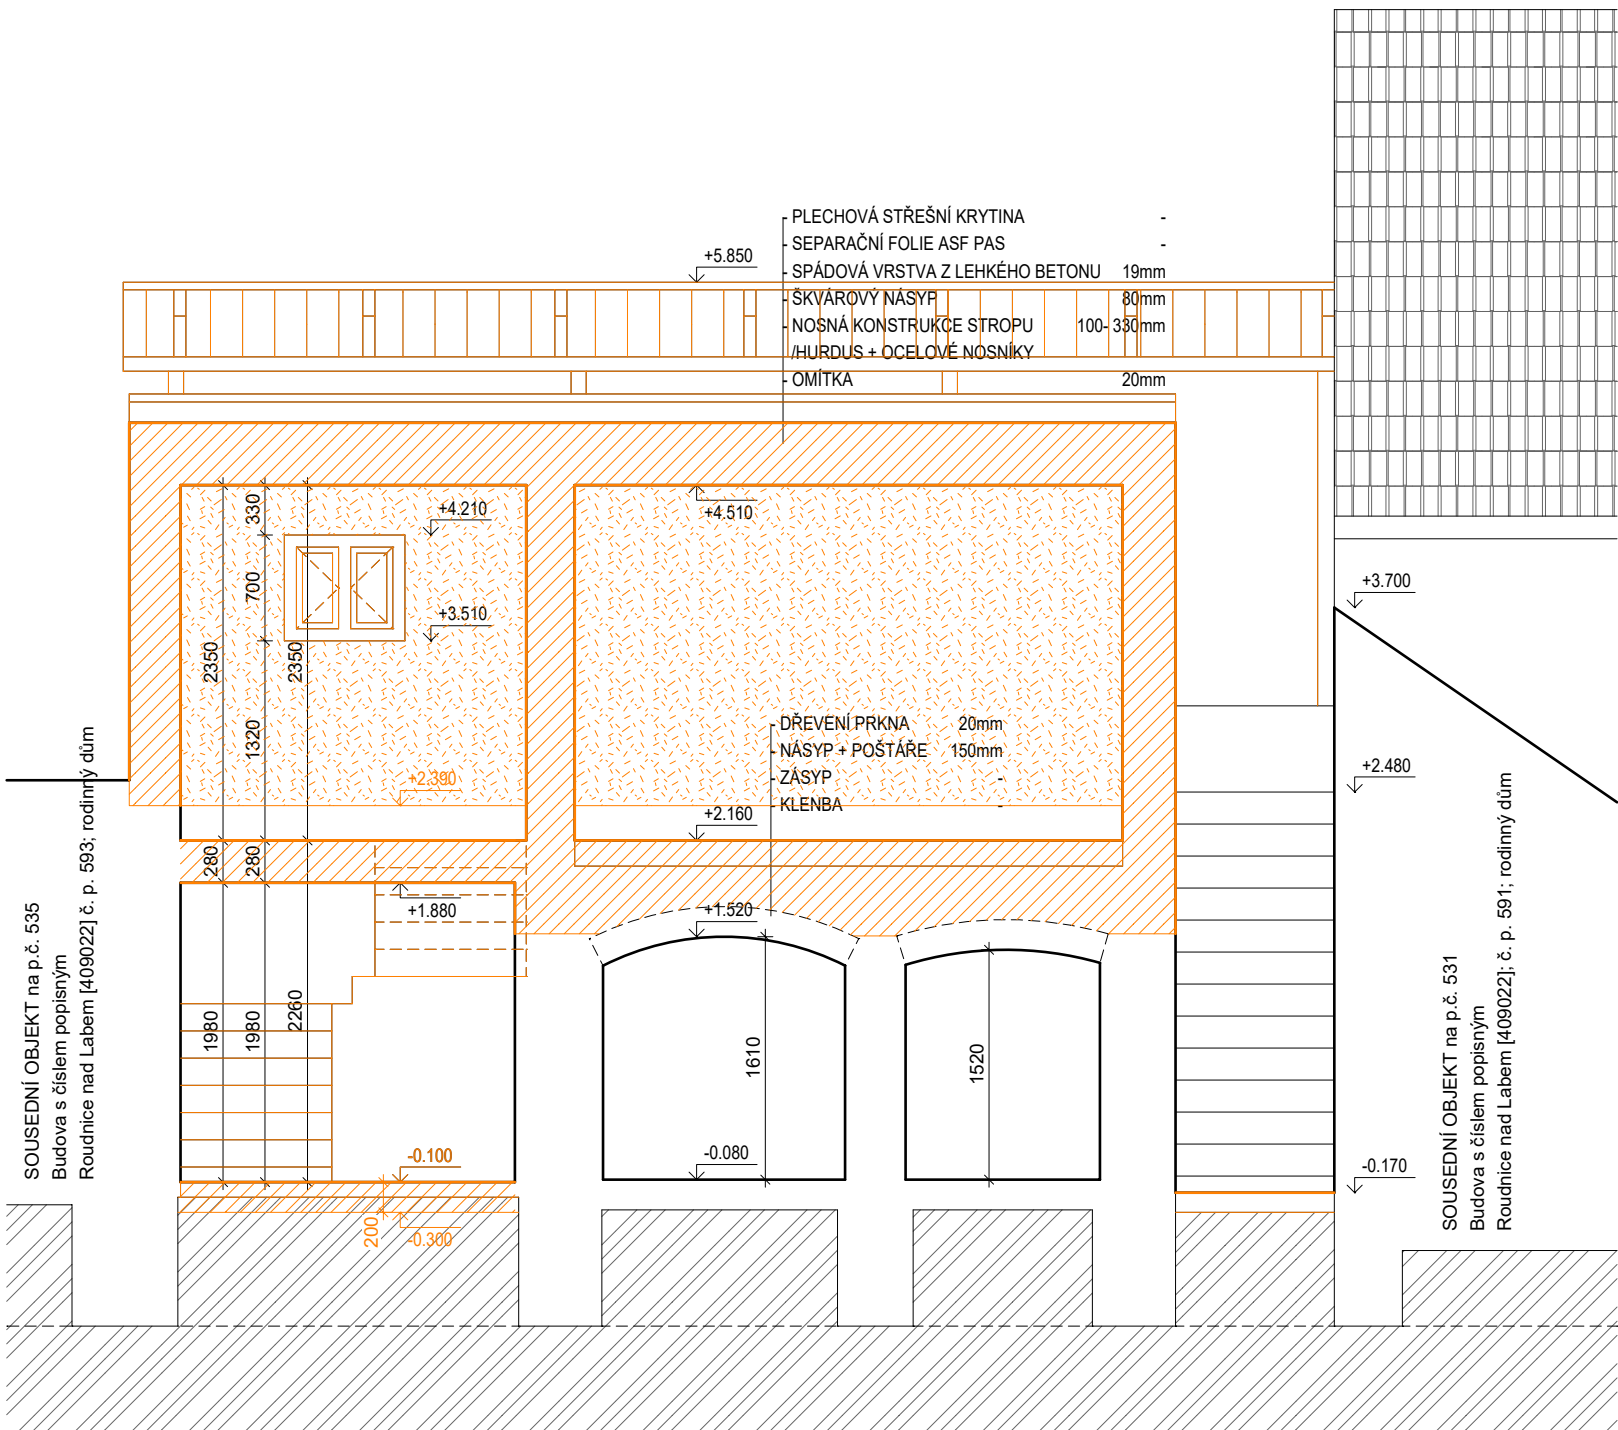 - PLECHOVÁ STŘEŠNÍ KRYTINA -
- SEPARAČNÍ FOLIE ASF PAS -
- SPÁDOVÁ VRSTVA Z LEHKÉHO BETONU 19mm
- ŠKVÁROVÝ NÁSYP 80mm
- NOSNÁ KONSTRUKCE STROPU 100- 330mm
/HURDUS + OCELOVÉ NOSNÍKY
- OMÍTKA 20mm
+5.850
+4.510
+4.210
+3.510
330
700
1320
2350
2350
+3.700
+2.480
- DŘEVENÍ PRKNA 20mm
- NÁSYP + POŠTÁŘE 150mm
- ZÁSYP -
- KLENBA -
+2.390
+2.160
280
280
+1.880
+1.520
1980
1980
2260
1610
1520
-0.100
-0.080
-0.170
200
-0.300
SOUSEDNÍ OBJEKT na p.č. 535
Budova s číslem popisným
Roudnice nad Labem [409022] č. p. 593; rodinný dům
SOUSEDNÍ OBJEKT na p.č. 531
Budova s číslem popisným
Roudnice nad Labem [409022]; č. p. 591; rodinný dům